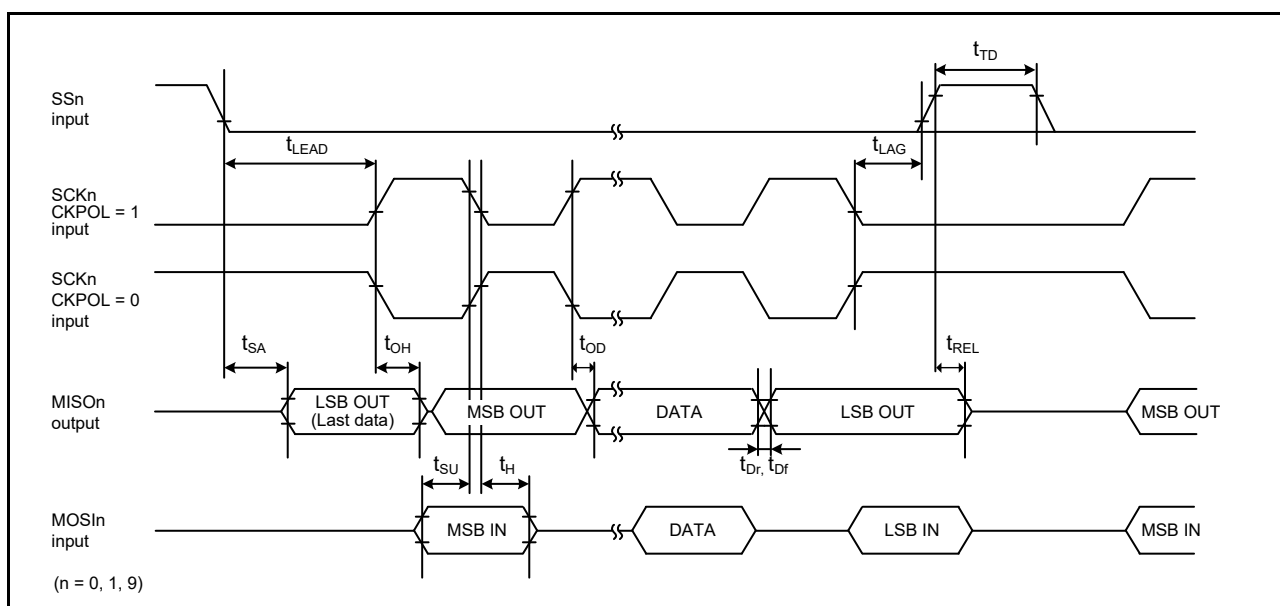 tTD
SSn
input
tLEAD
tLAG
SCKn
CKPOL = 1
input
SCKn
CKPOL = 0
input
tSA
tOH
tOD
tREL
MISOn
output
LSB OUT
(Last data)
MSB OUT
DATA
LSB OUT
MSB OUT
tSU
tH
tDr, tDf
MOSIn
input
MSB IN
DATA
LSB IN
MSB IN
(n = 0, 1, 9)